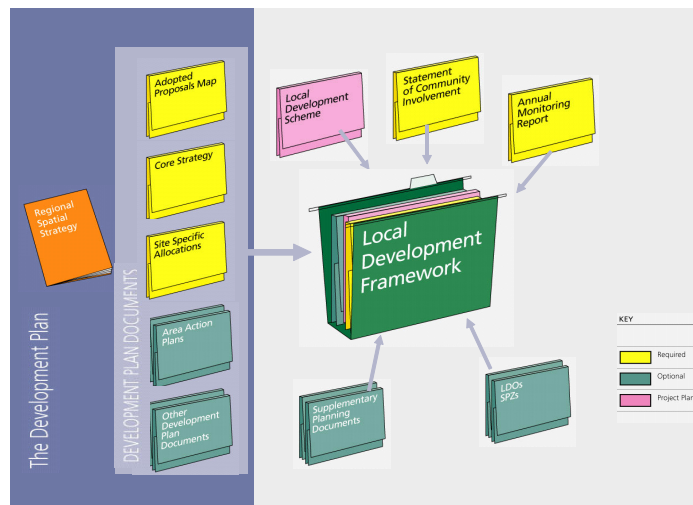 Adopted
Proposals Map
Core Strategy
Site Specific
Allocations
Area Action
Plans
Other
Development
Plan
Documents
Regional
Spatial
Strategy
The Development Plan
DEVELOPMENT PLAN DOCUMENTS
Local
Development
Scheme
Statement
of Community
Involvement
Annual
Monitoring
Report
Local
Development
Framework
Supplementary
Planning
Documents
LDOs
SPZs
KEY
Required
Optional
Project Plan